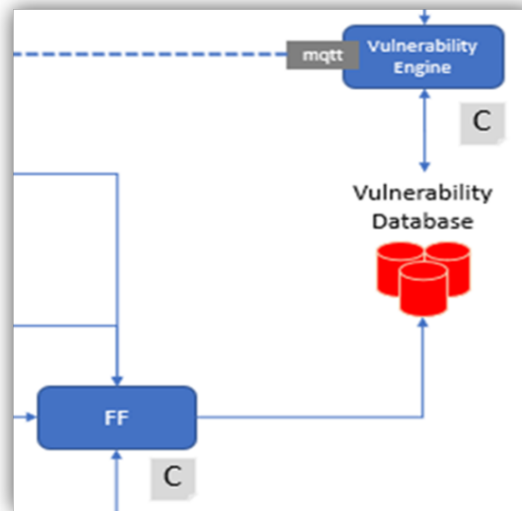 mqtt
Vulnerability
Engine
C
Vulnerability
Database
FF
C